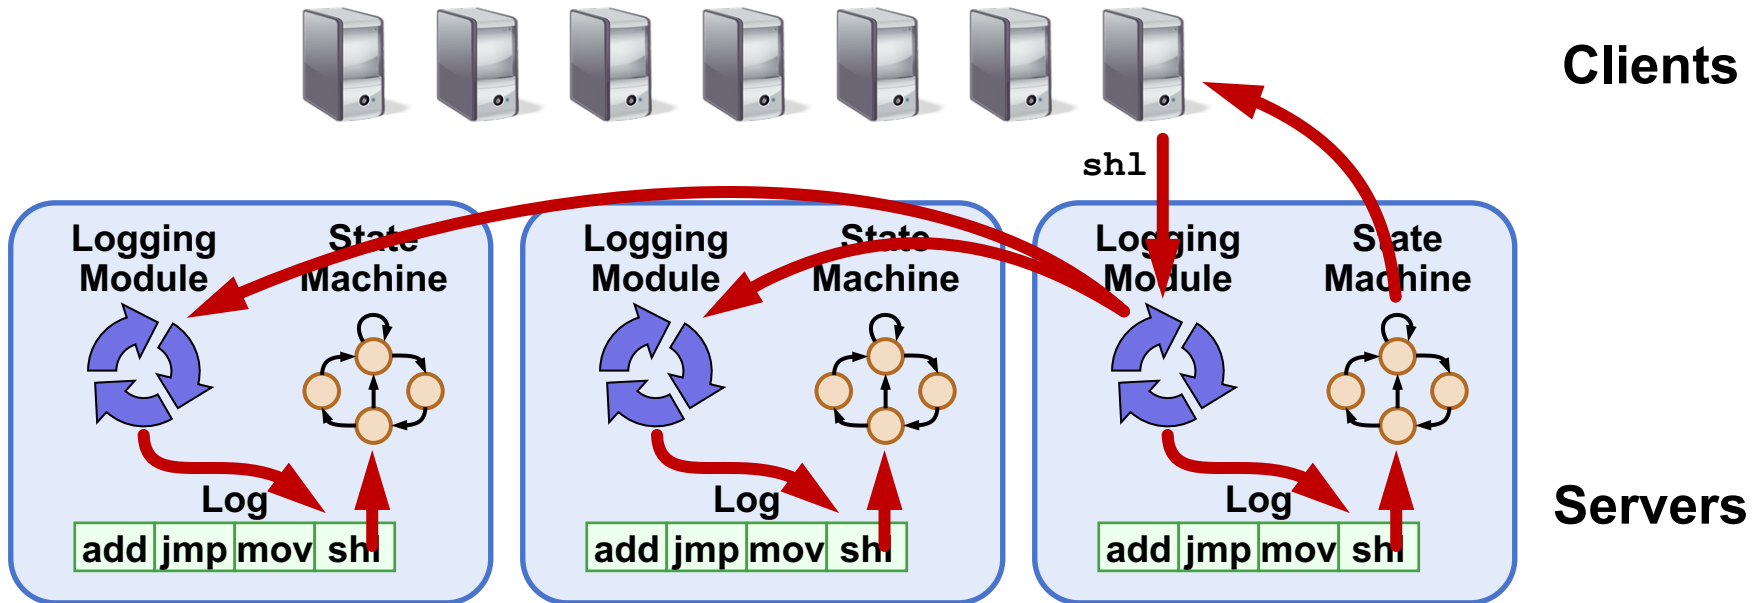 Clients
shl
Logging
Module
State
Machine
Logging
Module
State
Machine
Logging
Module
State
Machine
Log
add jmp mov shl
Log
add jmp mov shl
Log
add jmp mov shl
Servers